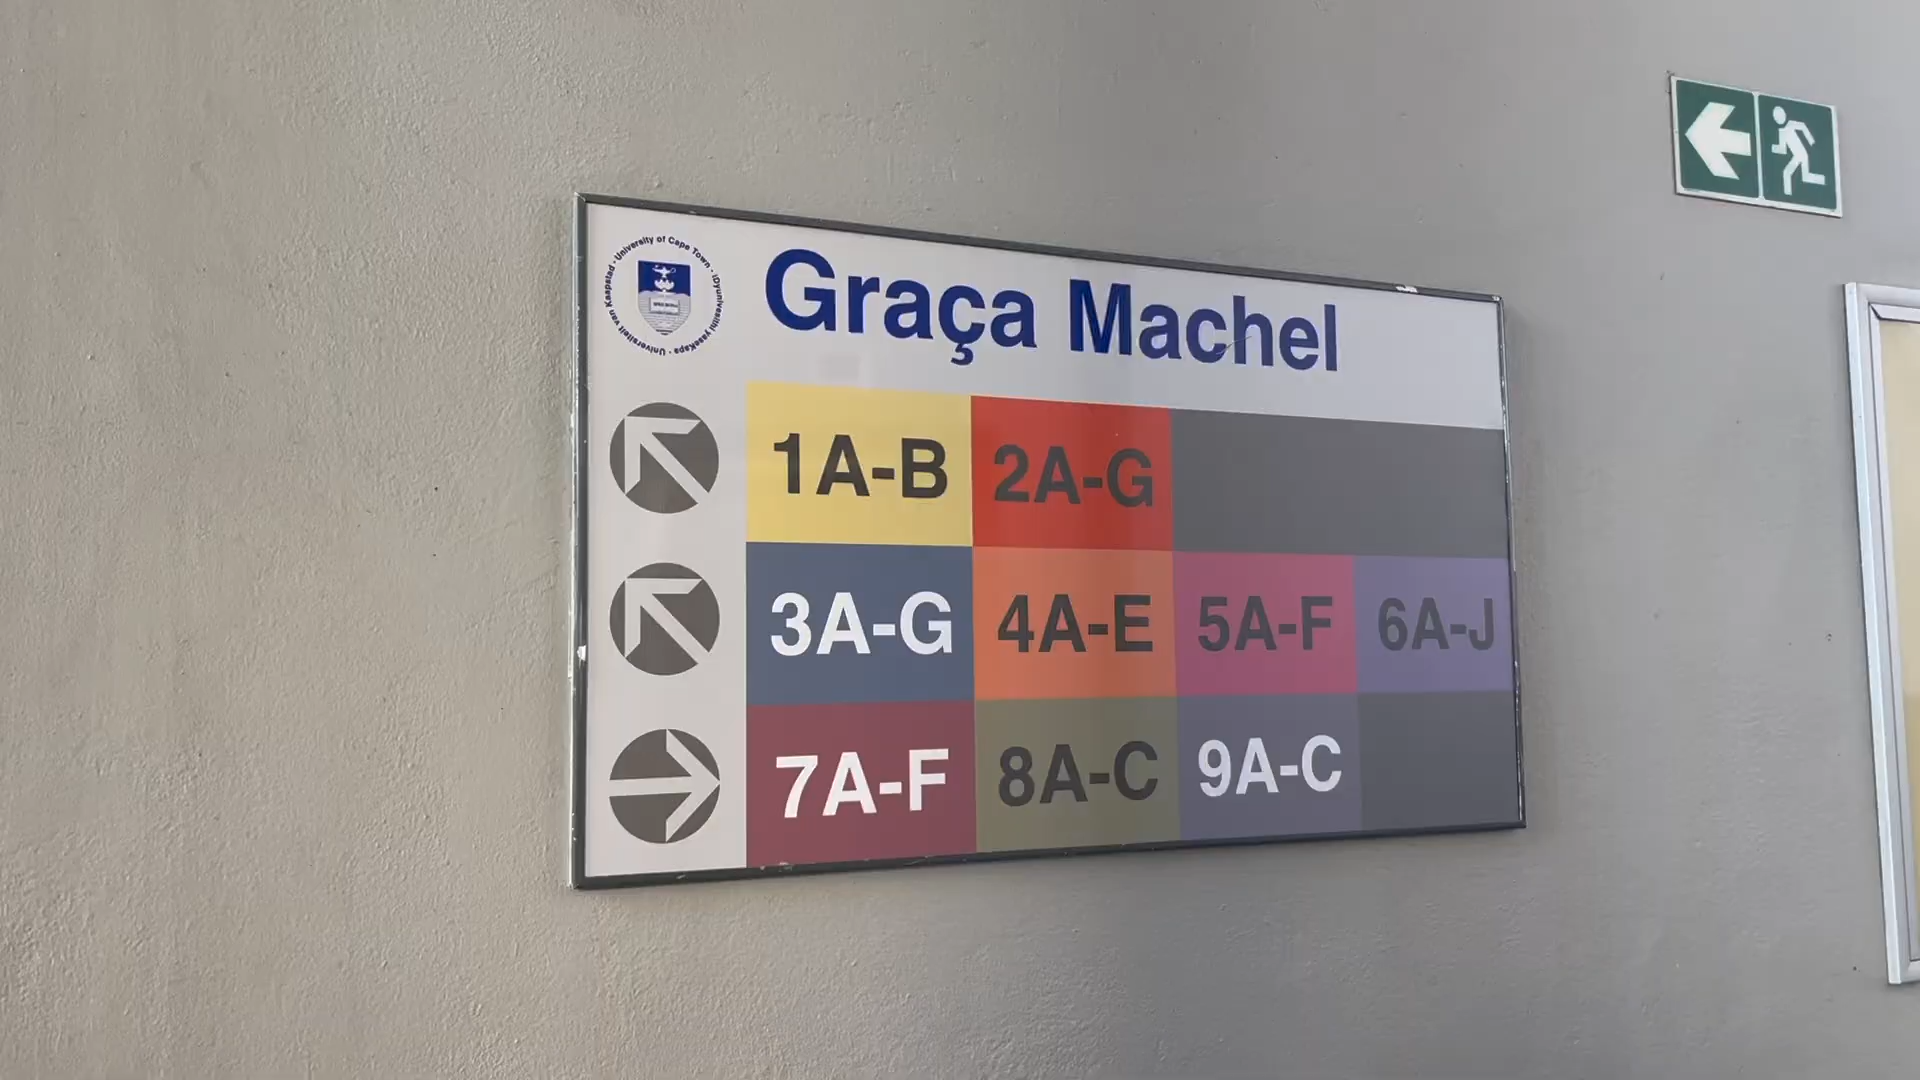 University of Cape Town · iDyunivesithi yaseKapa · Universiteit van Kaapstad ·
Graça Machel
1A-B 2A-G
3A-G 4A-E 5A-F 6A-J
7A-F 8A-C 9A-C